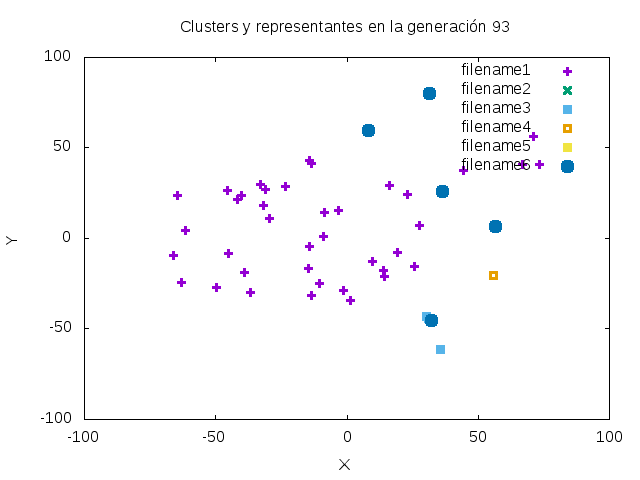 Clusters y representantes en la generación 93
100
50
0
-50
-100
-100
-50
0
50
100
Y
X
filename1
filename2
filename3
filename4
filename5
filename6